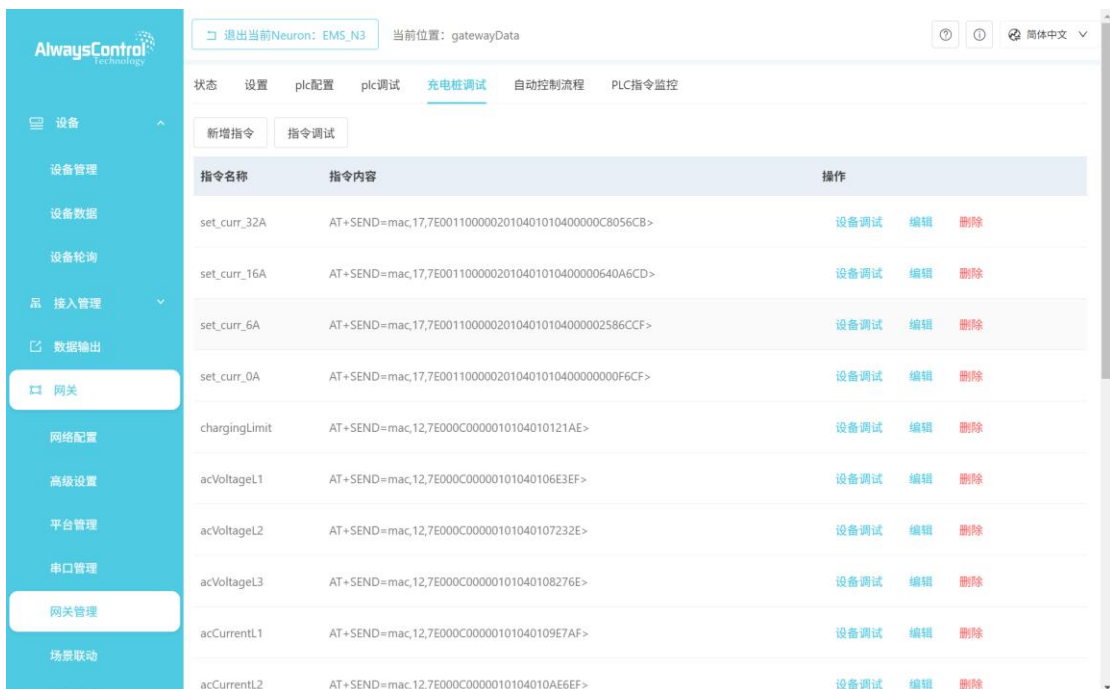 AlwaysControl
Technology
退出当前Neuron: EMS_N3
当前位置: gatewayData
简体中文
状态 设置 plc配置 plc调试 充电桩调试 自动控制流程 PLC指令监控
新增指令 指令调试
指令名称 指令内容 操作
set_curr_32A AT+SEND=mac,17,7E0011000002010401010400000C8056CB> 设备调试 编辑 删除
set_curr_16A AT+SEND=mac,17,7E0011000002010401010400000640A6CD> 设备调试 编辑 删除
set_curr_6A AT+SEND=mac,17,7E00110000020104010104000002586CCF> 设备调试 编辑 删除
set_curr_0A AT+SEND=mac,17,7E0011000002010401010400000000F6CF> 设备调试 编辑 删除
chargingLimit AT+SEND=mac,12,7E000C0000010104010121AE> 设备调试 编辑 删除
acVoltageL1 AT+SEND=mac,12,7E000C00000101040106E3EF> 设备调试 编辑 删除
acVoltageL2 AT+SEND=mac,12,7E000C00000101040107232E> 设备调试 编辑 删除
acVoltageL3 AT+SEND=mac,12,7E000C00000101040108276E> 设备调试 编辑 删除
acCurrentL1 AT+SEND=mac,12,7E000C00000101040109E7AF> 设备调试 编辑 删除
acCurrentL2 AT+SEND=mac,12,7E000C0000010104010AE6EF> 设备调试 编辑 删除
设备
设备管理
设备数据
设备轮询
接入管理
数据输出
网关
网络配置
高级设置
平台管理
串口管理
网关管理
场景联动